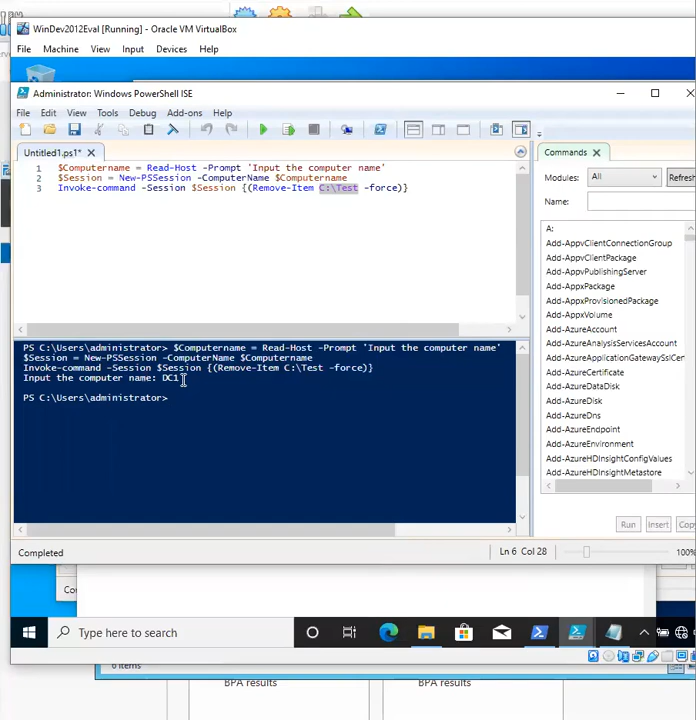 WinDev2012Eval [Running] - Oracle VM VirtualBox
File Machine View Input Devices Help
Administrator: Windows PowerShell ISE
File Edit View Tools Debug Add-ons Help
Untitled1.ps1*
Commands
1 $Computername = Read-Host -Prompt 'Input the computer name'
2 $Session = New-PSSession -ComputerName $Computername
3 Invoke-command -Session $Session {(Remove-Item C:\Test -force)}
Modules: All Refresh
Name:
A:
Add-AppvClientConnectionGroup
Add-AppvClientPackage
Add-AppvPublishingServer
Add-AppxPackage
Add-AppxProvisionedPackage
Add-AppxVolume
Add-AzureAccount
Add-AzureAnalysisServicesAccount
Add-AzureApplicationGatewaySslCer
Add-AzureCertificate
Add-AzureDataDisk
Add-AzureDisk
Add-AzureDns
Add-AzureEndpoint
Add-AzureEnvironment
Add-AzureHDInsightConfigValues
Add-AzureHDInsightMetastore
PS C:\Users\administrator> $Computername = Read-Host -Prompt 'Input the computer name'
$Session = New-PSSession -ComputerName $Computername
Invoke-command -Session $Session {(Remove-Item C:\Test -force)}
Input the computer name: DC1
PS C:\Users\administrator>
Run Insert Copy
Completed Ln 6 Col 28 100%
Co
Type here to search
6 items
BPA results BPA results